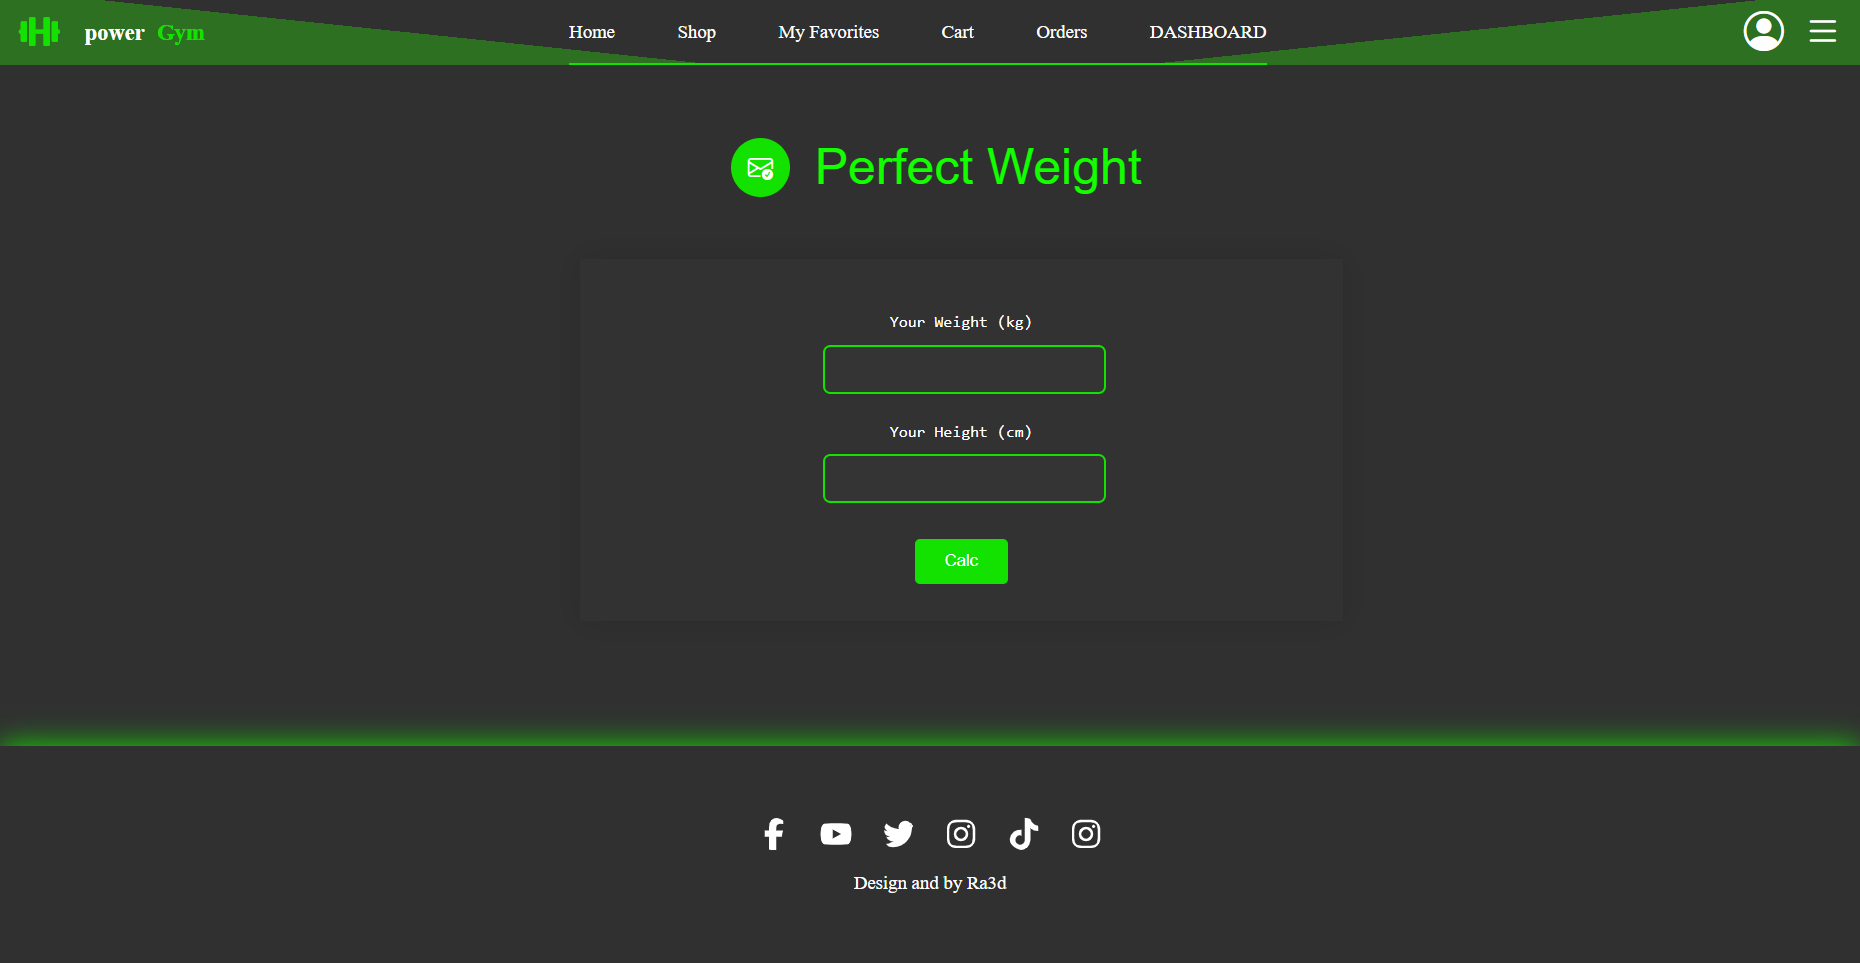 power Gym
Home Shop My Favorites Cart Orders DASHBOARD
Perfect Weight
Your Weight (kg)
Your Height (cm)
Calc
Design and by Ra3d